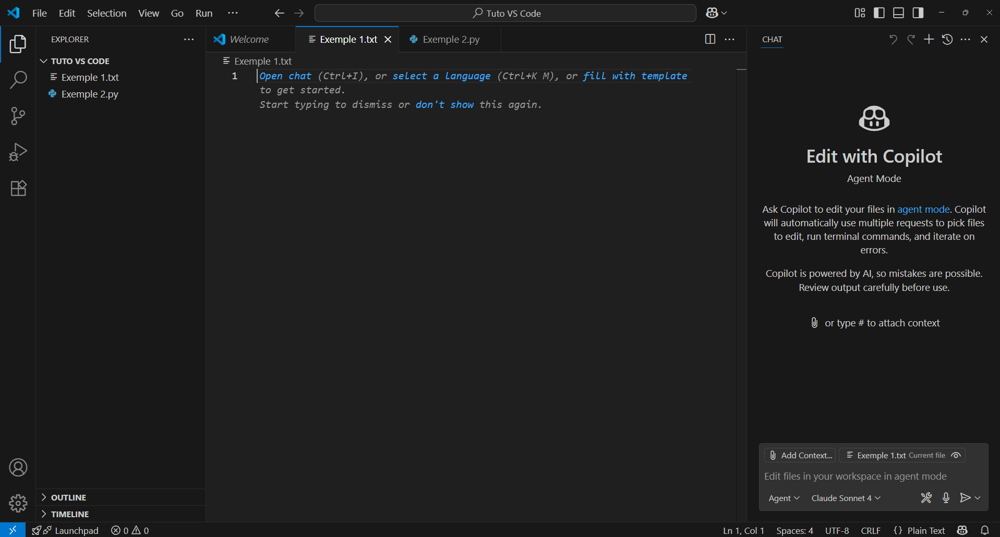 File Edit Selection View Go Run ···
Tuto VS Code
EXPLORER ···
TUTO VS CODE
Exemple 1.txt
Exemple 2.py
OUTLINE
TIMELINE
Welcome
Exemple 1.txt
Exemple 2.py
Exemple 1.txt
1 Open chat (Ctrl+I), or select a language (Ctrl+K M), or fill with template
to get started.
Start typing to dismiss or don't show this again.
CHAT
Edit with Copilot
Agent Mode
Ask Copilot to edit your files in agent mode. Copilot
will automatically use multiple requests to pick files
to edit, run terminal commands, and iterate on
errors.
Copilot is powered by AI, so mistakes are possible.
Review output carefully before use.
or type # to attach context
Add Context... Exemple 1.txt Current file
Edit files in your workspace in agent mode
Agent Claude Sonnet 4
Launchpad 0 0 Ln 1, Col 1 Spaces: 4 UTF-8 CRLF {} Plain Text